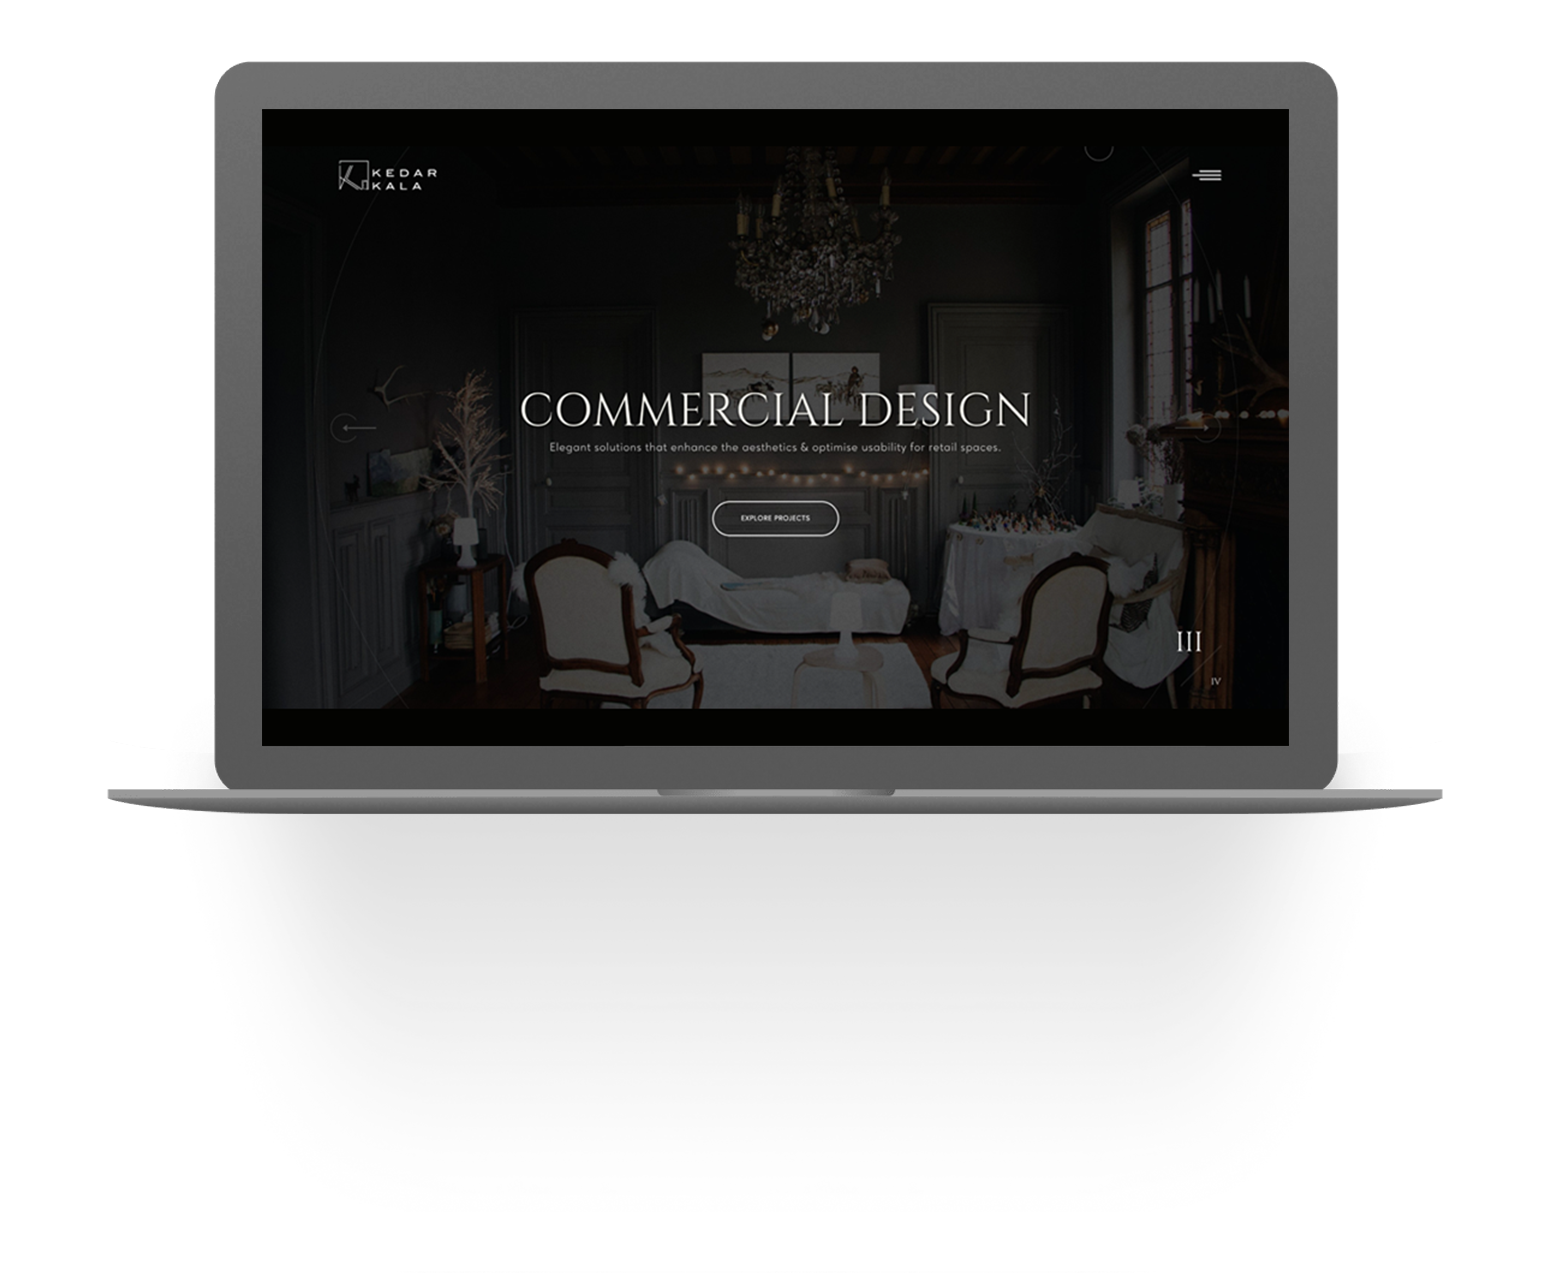 KEDAR
KALA
COMMERCIAL DESIGN
Elegant solutions that enhance the aesthetics & optimise usability for retail spaces.
EXPLORE PROJECTS
III
IV